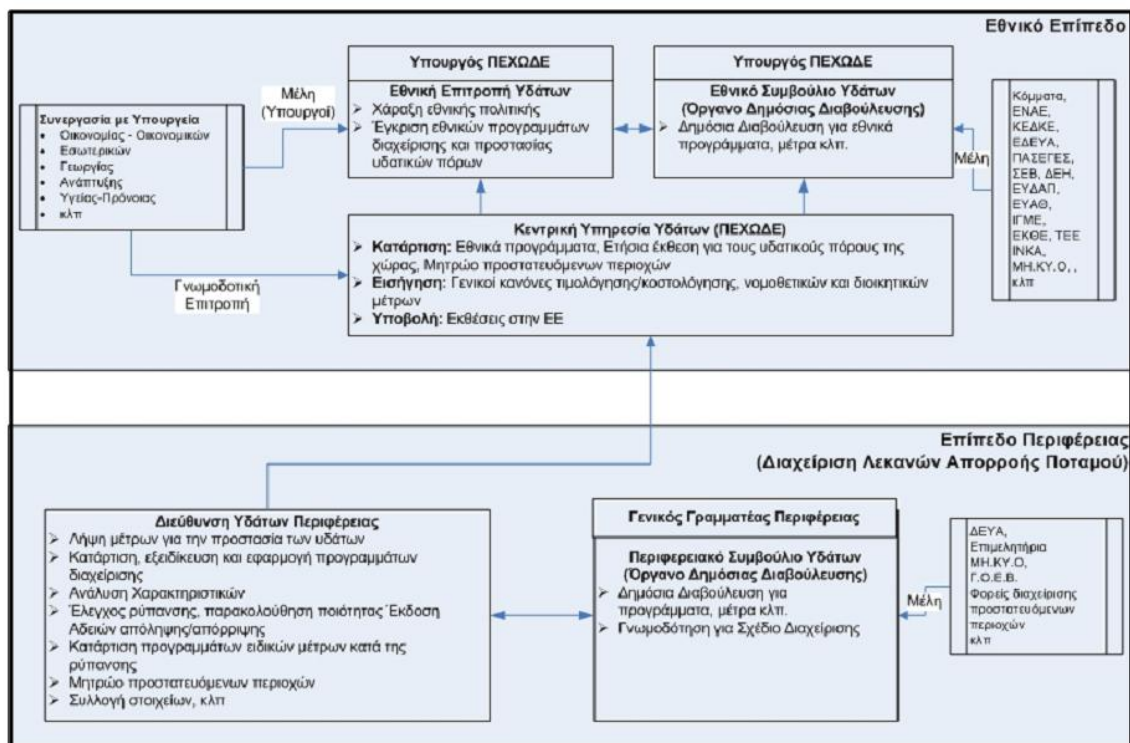 Εθνικό Επίπεδο
Υπουργός ΠΕΧΩΔΕ
Εθνική Επιτροπή Υδάτων
Χάραξη εθνικής πολιτικής
Έγκριση εθνικών προγραμμάτων
διαχείρισης και προστασίας
υδατικών πόρων
Υπουργός ΠΕΧΩΔΕ
Εθνικό Συμβούλιο Υδάτων
(Όργανο Δημόσιας Διαβούλευσης)
Δημόσια Διαβούλευση για εθνικά
προγράμματα, μέτρα κλπ.
Μέλη
(Υπουργοί)
Συνεργασία με Υπουργεία
Οικονομίας - Οικονομικών
Εσωτερικών
Γεωργίας
Ανάπτυξης
Υγείας-Πρόνοιας
κλπ
Μέλη
Κόμματα,
ΕΝΑΕ,
ΚΕΔΚΕ,
ΕΔΕΥΑ,
ΠΑΣΕΓΕΣ,
ΣΕΒ, ΔΕΗ,
ΕΥΔΑΠ,
ΕΥΑΘ,
ΙΓΜΕ,
ΕΚΘΕ, ΤΕΕ
ΙΝΚΑ,
ΜΗ.ΚΥ.Ο, ,
κλπ
Κεντρική Υπηρεσία Υδάτων (ΠΕΧΩΔΕ)
Κατάρτιση: Εθνικά προγράμματα, Ετήσια έκθεση για τους υδατικούς πόρους της
χώρας, Μητρώο προστατευόμενων περιοχών
Εισήγηση: Γενικοί κανόνες τιμολόγησης/κοστολόγησης, νομοθετικών και διοικητικών
μέτρων
Υποβολή: Εκθέσεις στην ΕΕ
Γνωμοδοτική
Επιτροπή
Επίπεδο Περιφέρειας
(Διαχείριση Λεκανών Απορροής Ποταμού)
Διεύθυνση Υδάτων Περιφέρειας
Λήψη μέτρων για την προστασία των υδάτων
Κατάρτιση, εξειδίκευση και εφαρμογή προγραμμάτων
διαχείρισης
Ανάλυση Χαρακτηριστικών
Έλεγχος ρύπανσης, παρακολούθηση ποιότητας Έκδοση
Αδειών απόληψης/απόρριψης
Κατάρτιση προγραμμάτων ειδικών μέτρων κατά της
ρύπανσης
Μητρώο προστατευόμενων περιοχών
Συλλογή στοιχείων, κλπ
Γενικός Γραμματέας Περιφέρειας
Περιφερειακό Συμβούλιο Υδάτων
(Όργανο Δημόσιας Διαβούλευσης)
Δημόσια Διαβούλευση για
προγράμματα, μέτρα κλπ.
Γνωμοδότηση για Σχέδιο Διαχείρισης
Μέλη
ΔΕΥΑ,
Επιμελητήρια
ΜΗ.ΚΥ.Ο,
Γ.Ο.Ε.Β.
Φορείς διαχείρισης
προστατευόμενων
περιοχών
κλπ